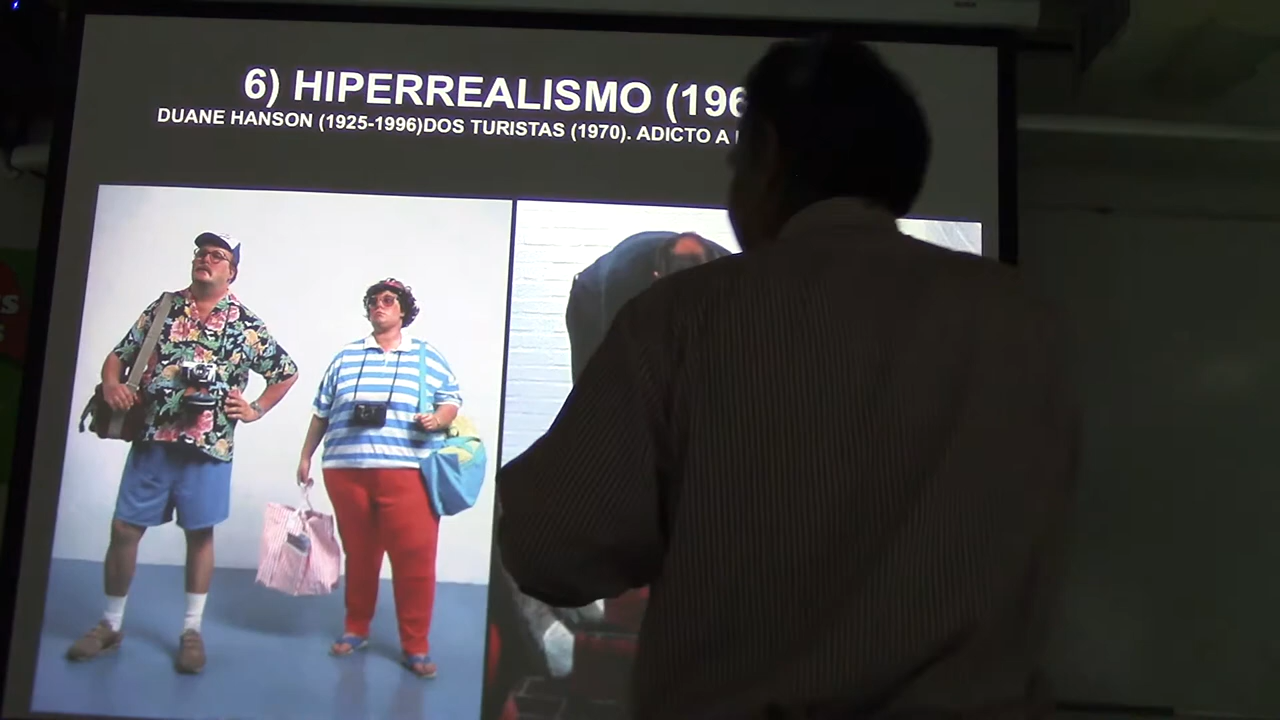 6) HIPERREALISMO (196
DUANE HANSON (1925-1996)DOS TURISTAS (1970). ADICTO A